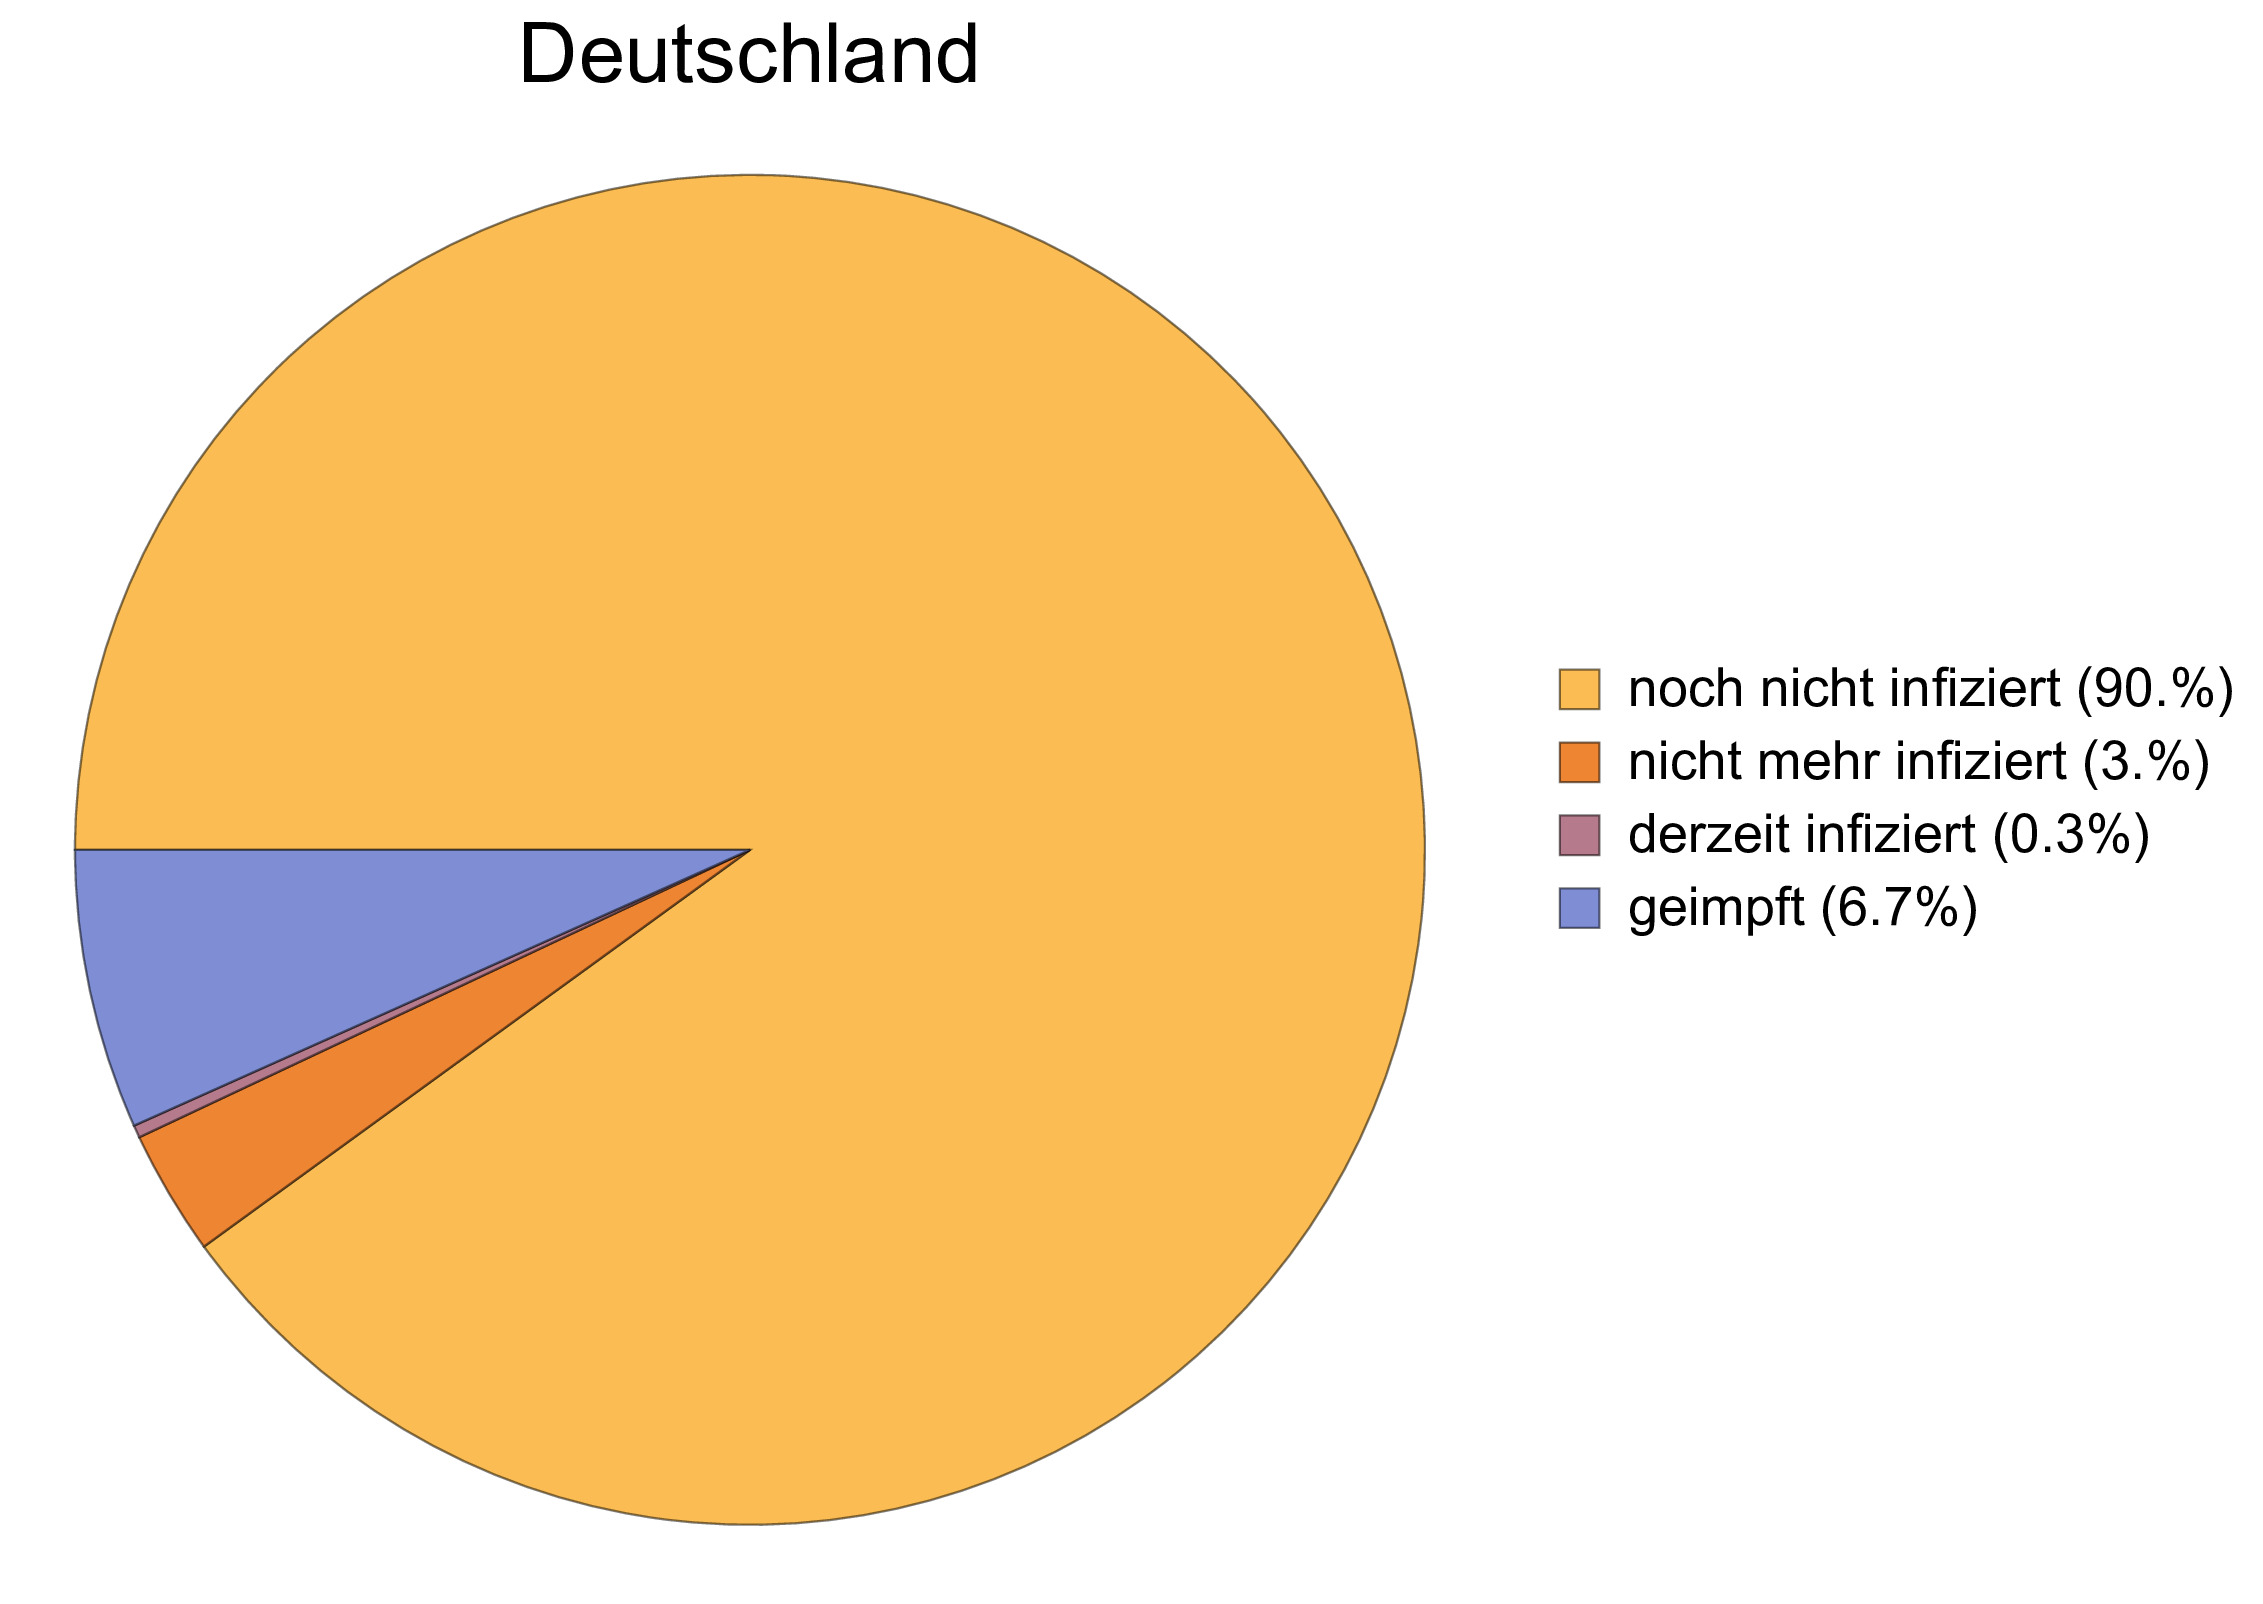 Deutschland
noch nicht infiziert (90.%)
nicht mehr infiziert (3.%)
derzeit infiziert (0.3%)
geimpft (6.7%)